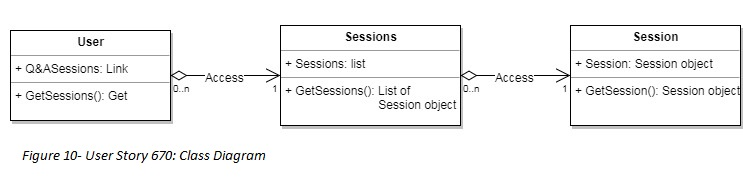 User
+ Q&ASessions: Link
+ GetSessions(): Get
Access
0..n
1
Sessions
+ Sessions: list
+ GetSessions(): List of
Session object
Access
0..n
1
Session
+ Session: Session object
+ GetSession(): Session object
Figure 10- User Story 670: Class Diagram